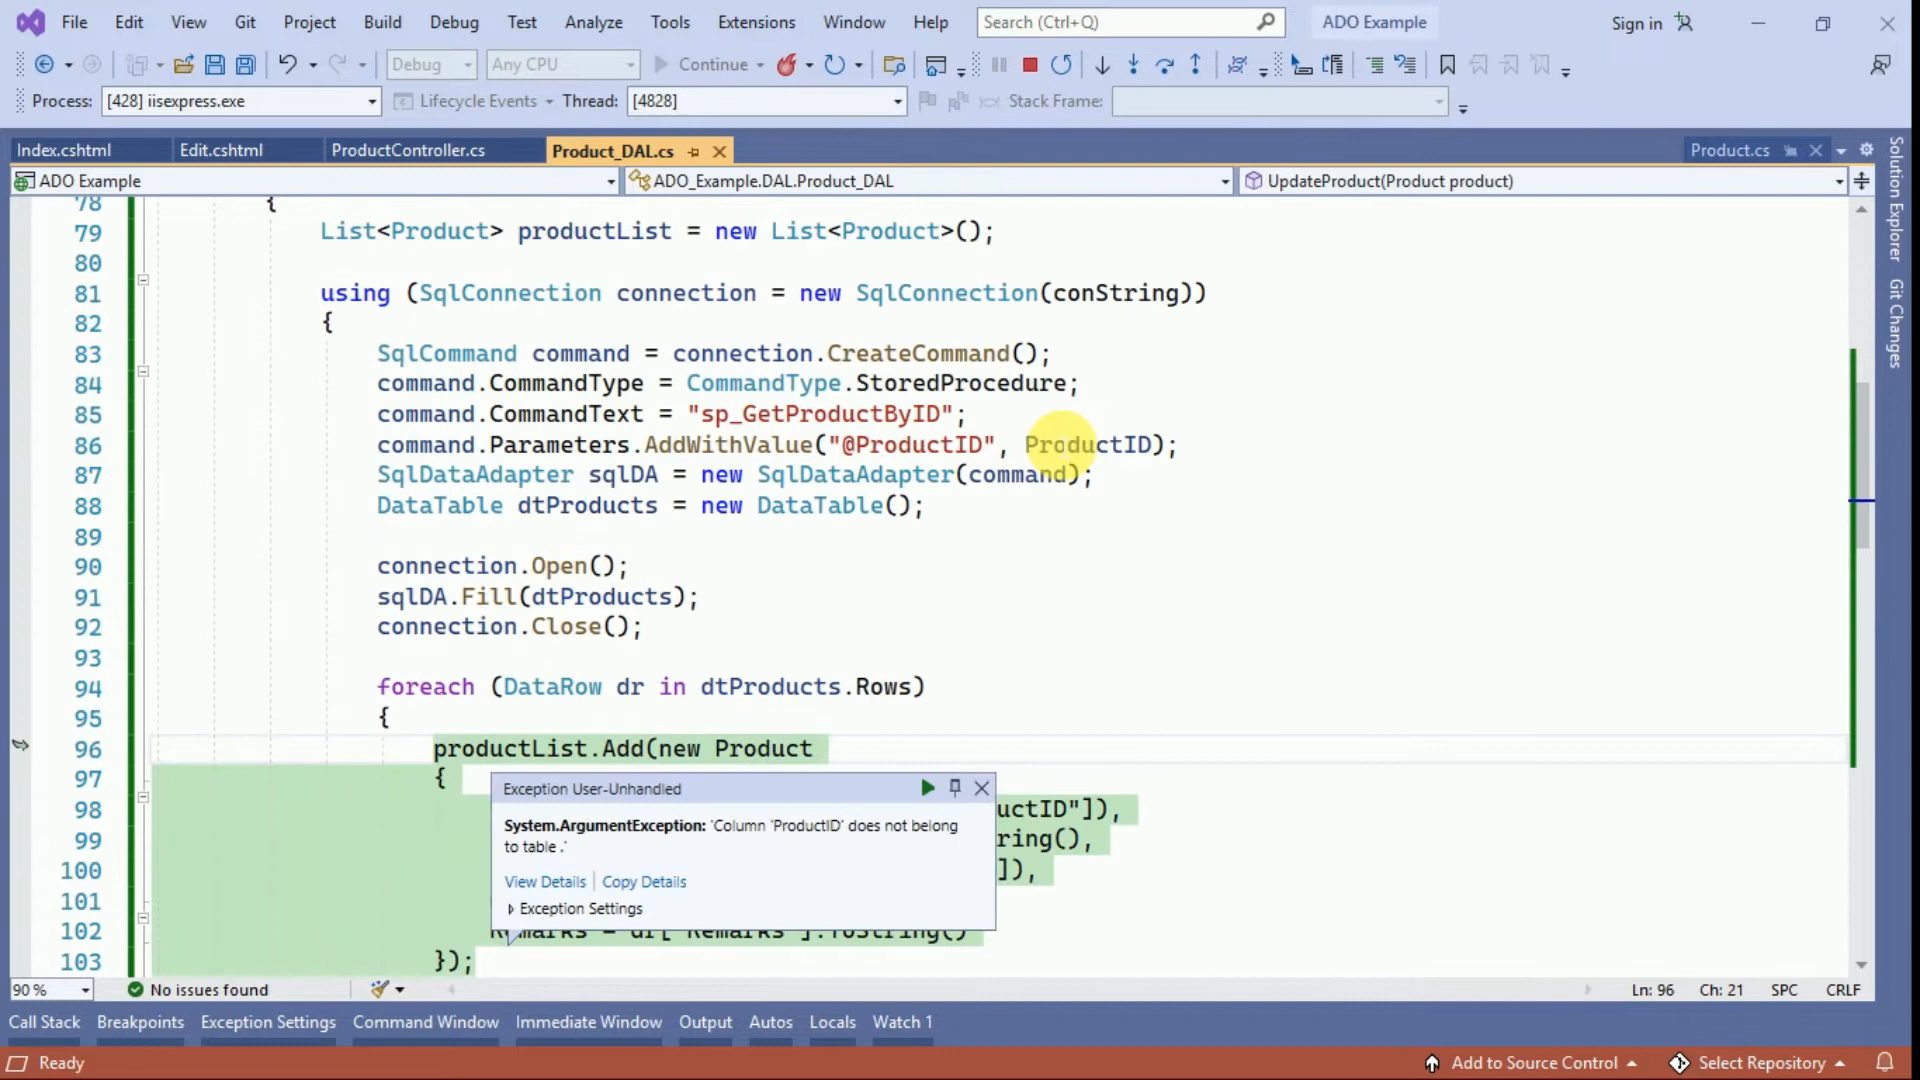 File Edit View Git Project Build Debug Test Analyze Tools Extensions Window Help Search (Ctrl+Q) ADO Example Sign in
Debug Any CPU Continue
Process: [428] iisexpress.exe Lifecycle Events Thread: [4828] Stack Frame:
Index.cshtml Edit.cshtml ProductController.cs Product_DAL.cs Product.cs
ADO Example ADO_Example.DAL.Product_DAL UpdateProduct(Product product)
Solution Explorer
Git Changes
78 {
79 List<Product> productList = new List<Product>();
80
81 using (SqlConnection connection = new SqlConnection(conString))
82 {
83 SqlCommand command = connection.CreateCommand();
84 command.CommandType = CommandType.StoredProcedure;
85 command.CommandText = "sp_GetProductByID";
86 command.Parameters.AddWithValue("@ProductID", ProductID);
87 SqlDataAdapter sqlDA = new SqlDataAdapter(command);
88 DataTable dtProducts = new DataTable();
89
90 connection.Open();
91 sqlDA.Fill(dtProducts);
92 connection.Close();
93
94 foreach (DataRow dr in dtProducts.Rows)
95 {
96 productList.Add(new Product
97 {
98 uctID"]),
99 ring(),
100 ]),
101
102 Remarks = dr["Remarks"].ToString()
103 });
Exception User-Unhandled
System.ArgumentException: 'Column 'ProductID' does not belong
to table .'
View Details Copy Details
Exception Settings
90 % No issues found Ln: 96 Ch: 21 SPC CRLF
Call Stack Breakpoints Exception Settings Command Window Immediate Window Output Autos Locals Watch 1
Ready Add to Source Control Select Repository